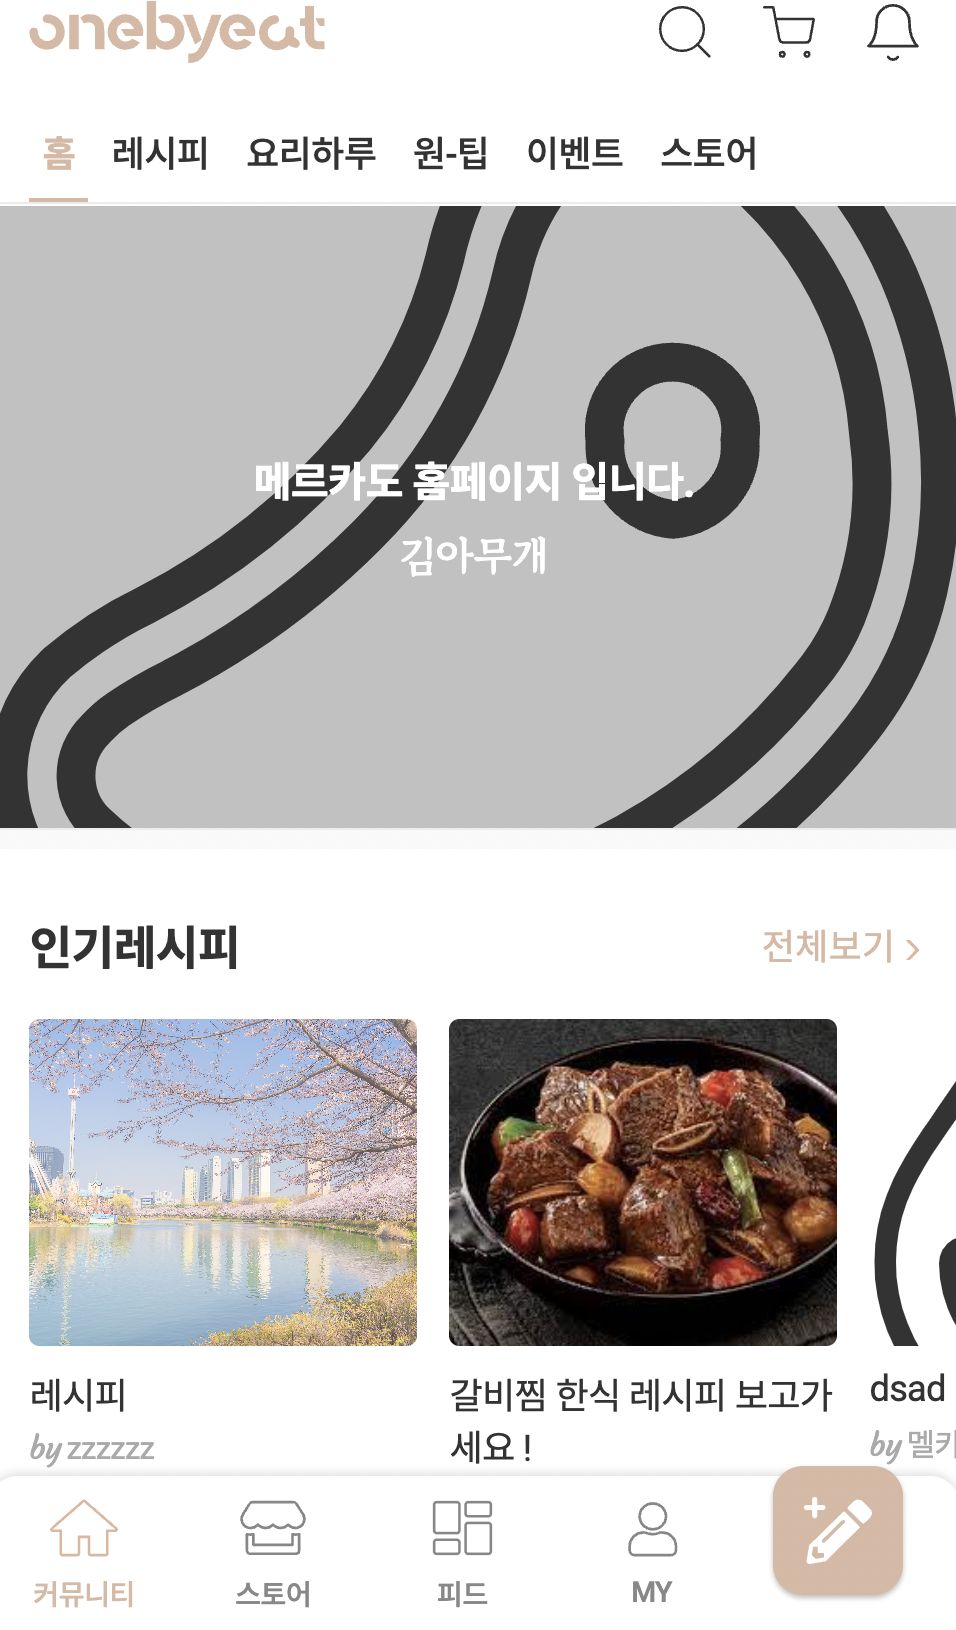 onebyeat
홈 레시피 요리하루 원-팁 이벤트 스토어
메르카도 홈페이지 입니다.
김아무개
인기레시피 전체보기
레시피
by zzzzzz
갈비찜 한식 레시피 보고가
세요 !
dsad
by 멜카
커뮤니티 스토어 피드 MY